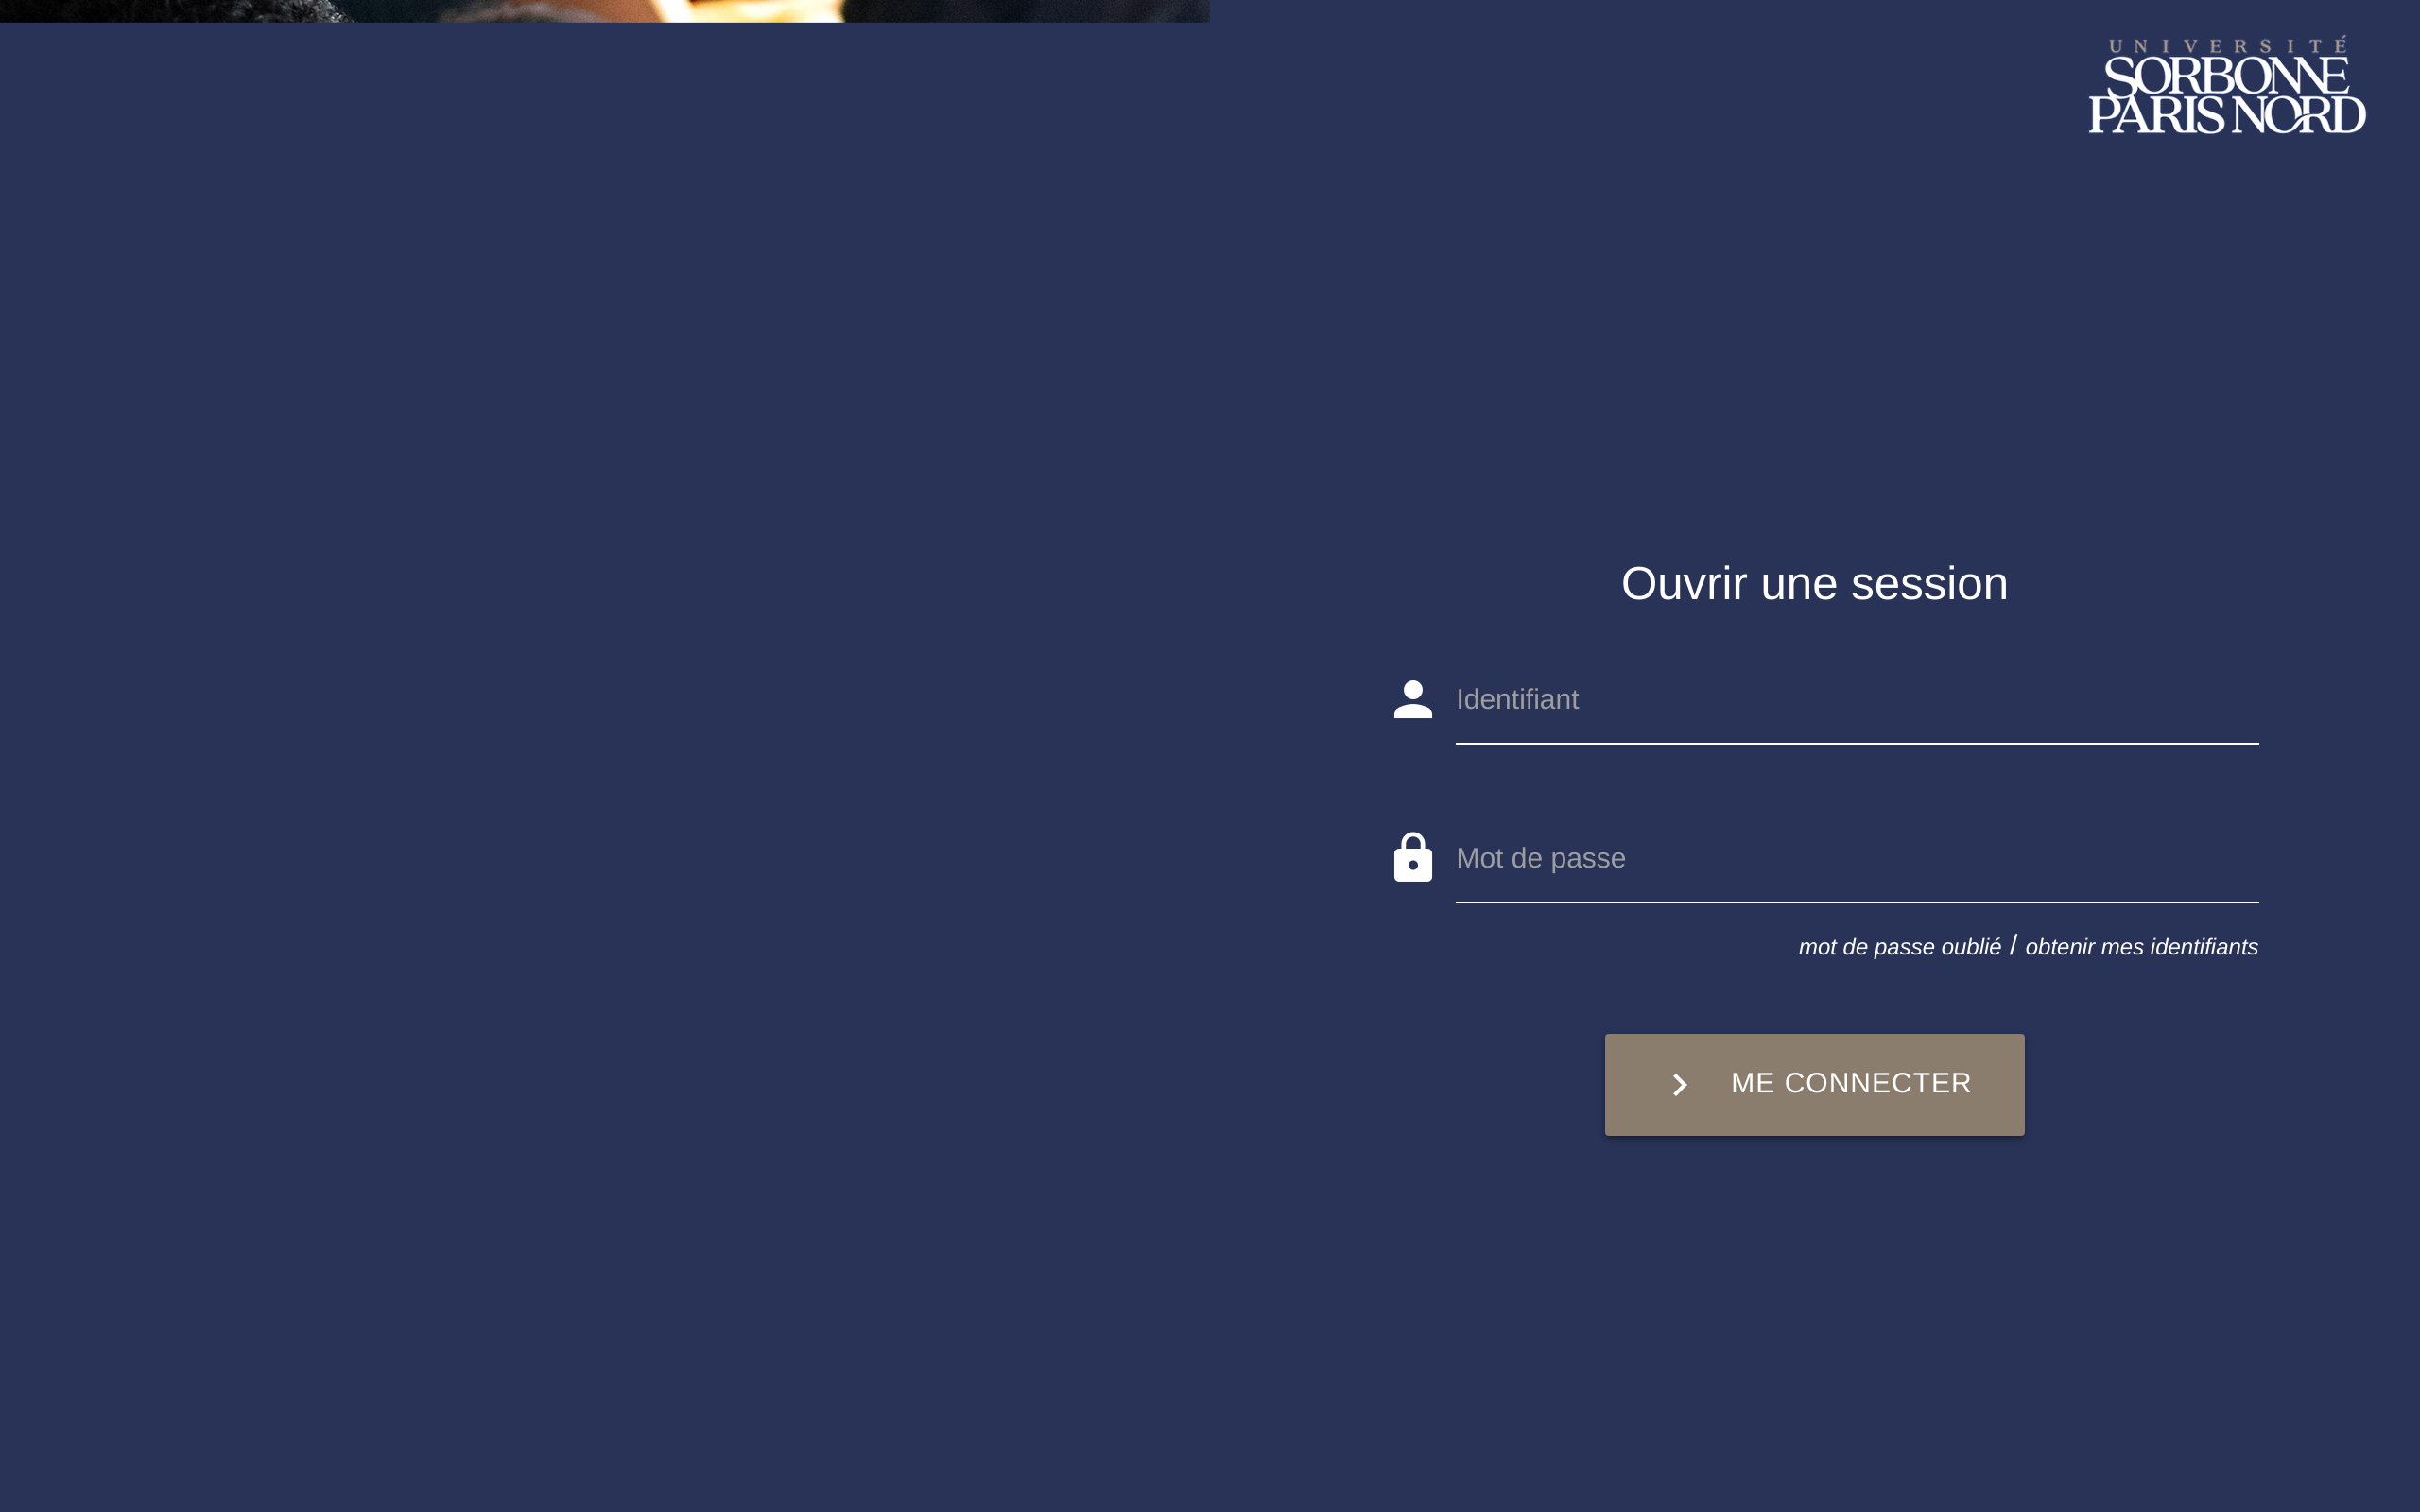 UNIVERSITÉ
SORBONNE
PARIS NORD
Ouvrir une session
Identifiant
Mot de passe
mot de passe oublié / obtenir mes identifiants
ME CONNECTER